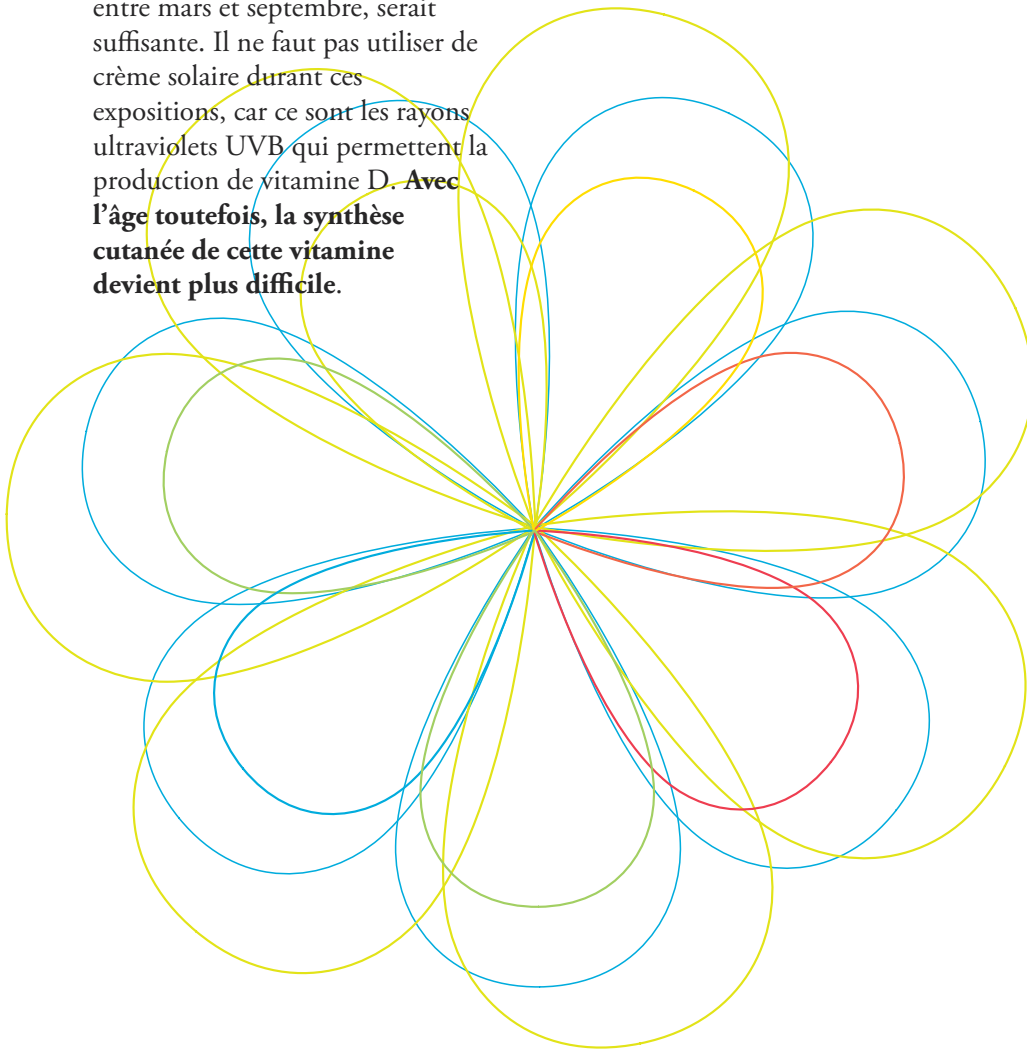 entre mars et septembre, serait
suffisante. Il ne faut pas utiliser de
crème solaire durant ces
expositions, car ce sont les rayons
ultraviolets UVB qui permettent la
production de vitamine D. Avec
l’âge toutefois, la synthèse
cutanée de cette vitamine
devient plus difficile.